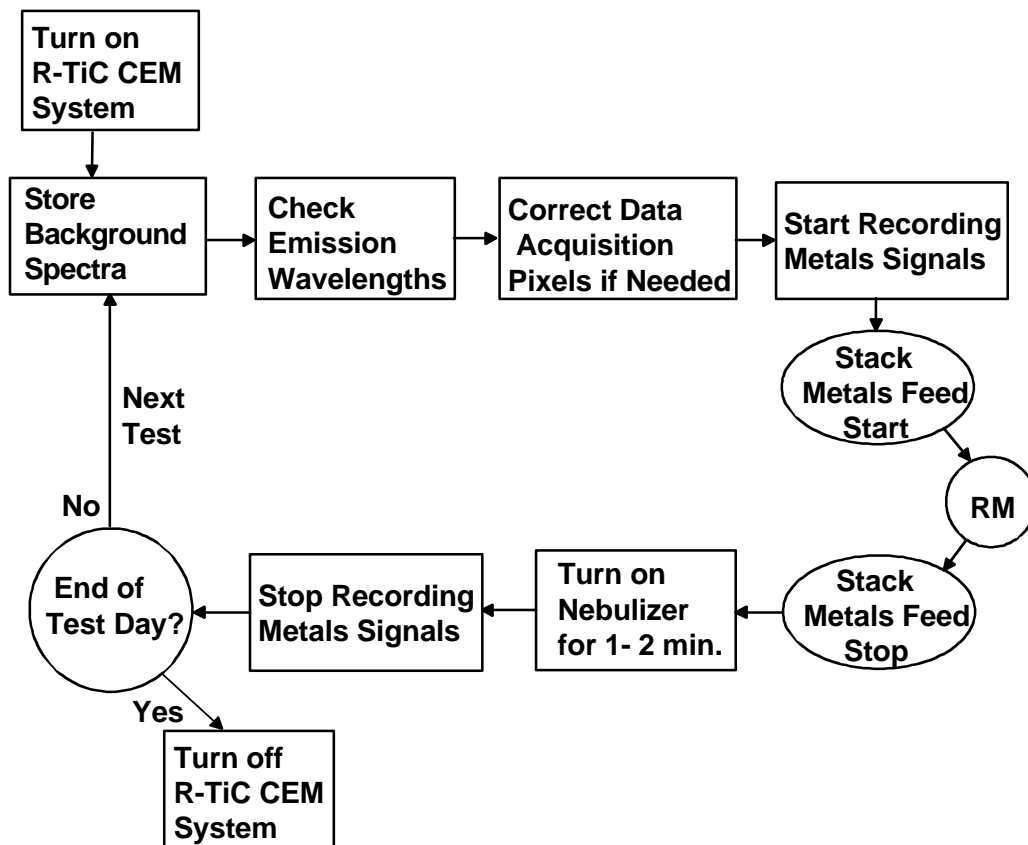 Turn on
R-TiC CEM
System
Store
Background
Spectra
Check
Emission
Wavelengths
Correct Data
Acquisition
Pixels if Needed
Start Recording
Metals Signals
Stack
Metals Feed
Start
RM
Stack
Metals Feed
Stop
Turn on
Nebulizer
for 1- 2 min.
Stop Recording
Metals Signals
End of
Test Day?
No
Next
Test
Yes
Turn off
R-TiC CEM
System